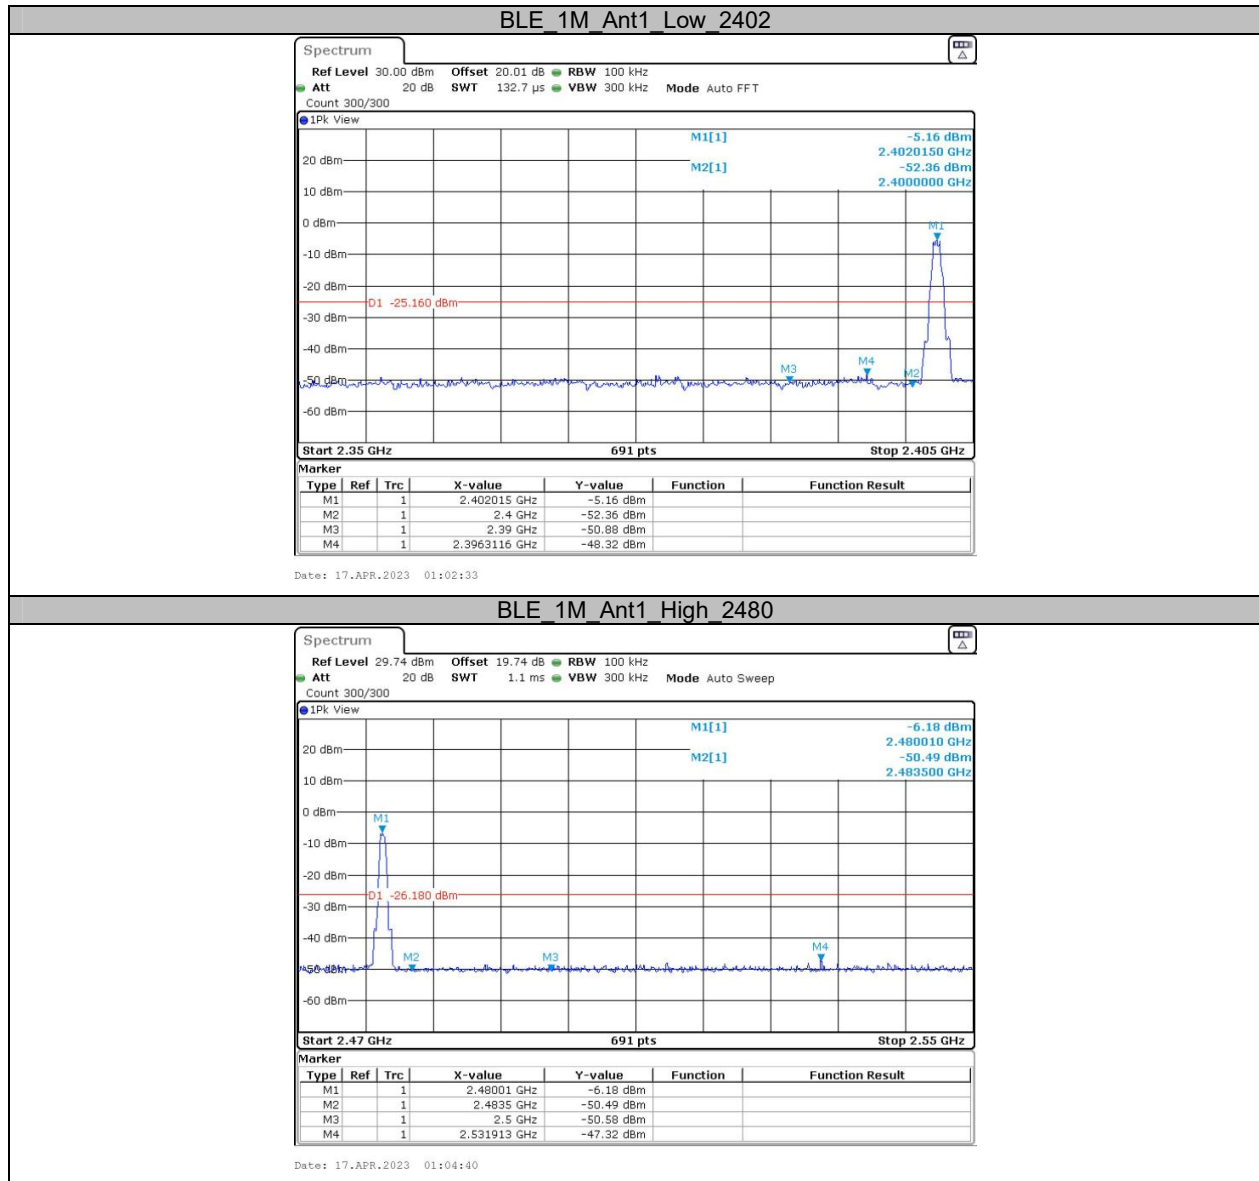 BLE_1M_Ant1_Low_2402
Spectrum
Ref Level 30.00 dBm Offset 20.01 dB RBW 100 kHz
Att 20 dB SWT 132.7 µs VBW 300 kHz Mode Auto FFT
Count 300/300
1Pk View
M1[1] -5.16 dBm
2.4020150 GHz
20 dBm
M2[1] -52.36 dBm
2.4000000 GHz
10 dBm
0 dBm
M1
-10 dBm
-20 dBm
D1 -25.160 dBm
-30 dBm
-40 dBm
M3 M4
-50 dBm M2
-60 dBm
Start 2.35 GHz 691 pts Stop 2.405 GHz
Marker
Type Ref Trc X-value Y-value Function Function Result
M1 1 2.402015 GHz -5.16 dBm
M2 1 2.4 GHz -52.36 dBm
M3 1 2.39 GHz -50.88 dBm
M4 1 2.3963116 GHz -48.32 dBm
Date: 17.APR.2023 01:02:33
BLE_1M_Ant1_High_2480
Spectrum
Ref Level 29.74 dBm Offset 19.74 dB RBW 100 kHz
Att 20 dB SWT 1.1 ms VBW 300 kHz Mode Auto Sweep
Count 300/300
1Pk View
M1[1] -6.18 dBm
2.480010 GHz
20 dBm
M2[1] -50.49 dBm
2.483500 GHz
10 dBm
0 dBm
M1
-10 dBm
-20 dBm
D1 -26.180 dBm
-30 dBm
-40 dBm
M2 M3 M4
-50 dBm
-60 dBm
Start 2.47 GHz 691 pts Stop 2.55 GHz
Marker
Type Ref Trc X-value Y-value Function Function Result
M1 1 2.48001 GHz -6.18 dBm
M2 1 2.4835 GHz -50.49 dBm
M3 1 2.5 GHz -50.58 dBm
M4 1 2.531913 GHz -47.32 dBm
Date: 17.APR.2023 01:04:40